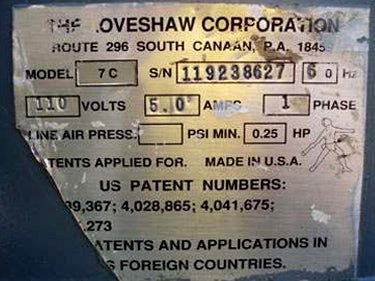 THE LOVESHAW CORPORATION
ROUTE 296 SOUTH CANAAN, P.A. 1845
MODEL 7C S/N 119238627 60 HZ
110 VOLTS 5.0 AMPS 1 PHASE
LINE AIR PRESS. PSI MIN. 0.25 HP
TENTS APPLIED FOR. MADE IN U.S.A.
US PATENT NUMBERS:
39,367; 4,028,865; 4,041,675;
.273
ATENTS AND APPLICATIONS IN
S FOREIGN COUNTRIES.